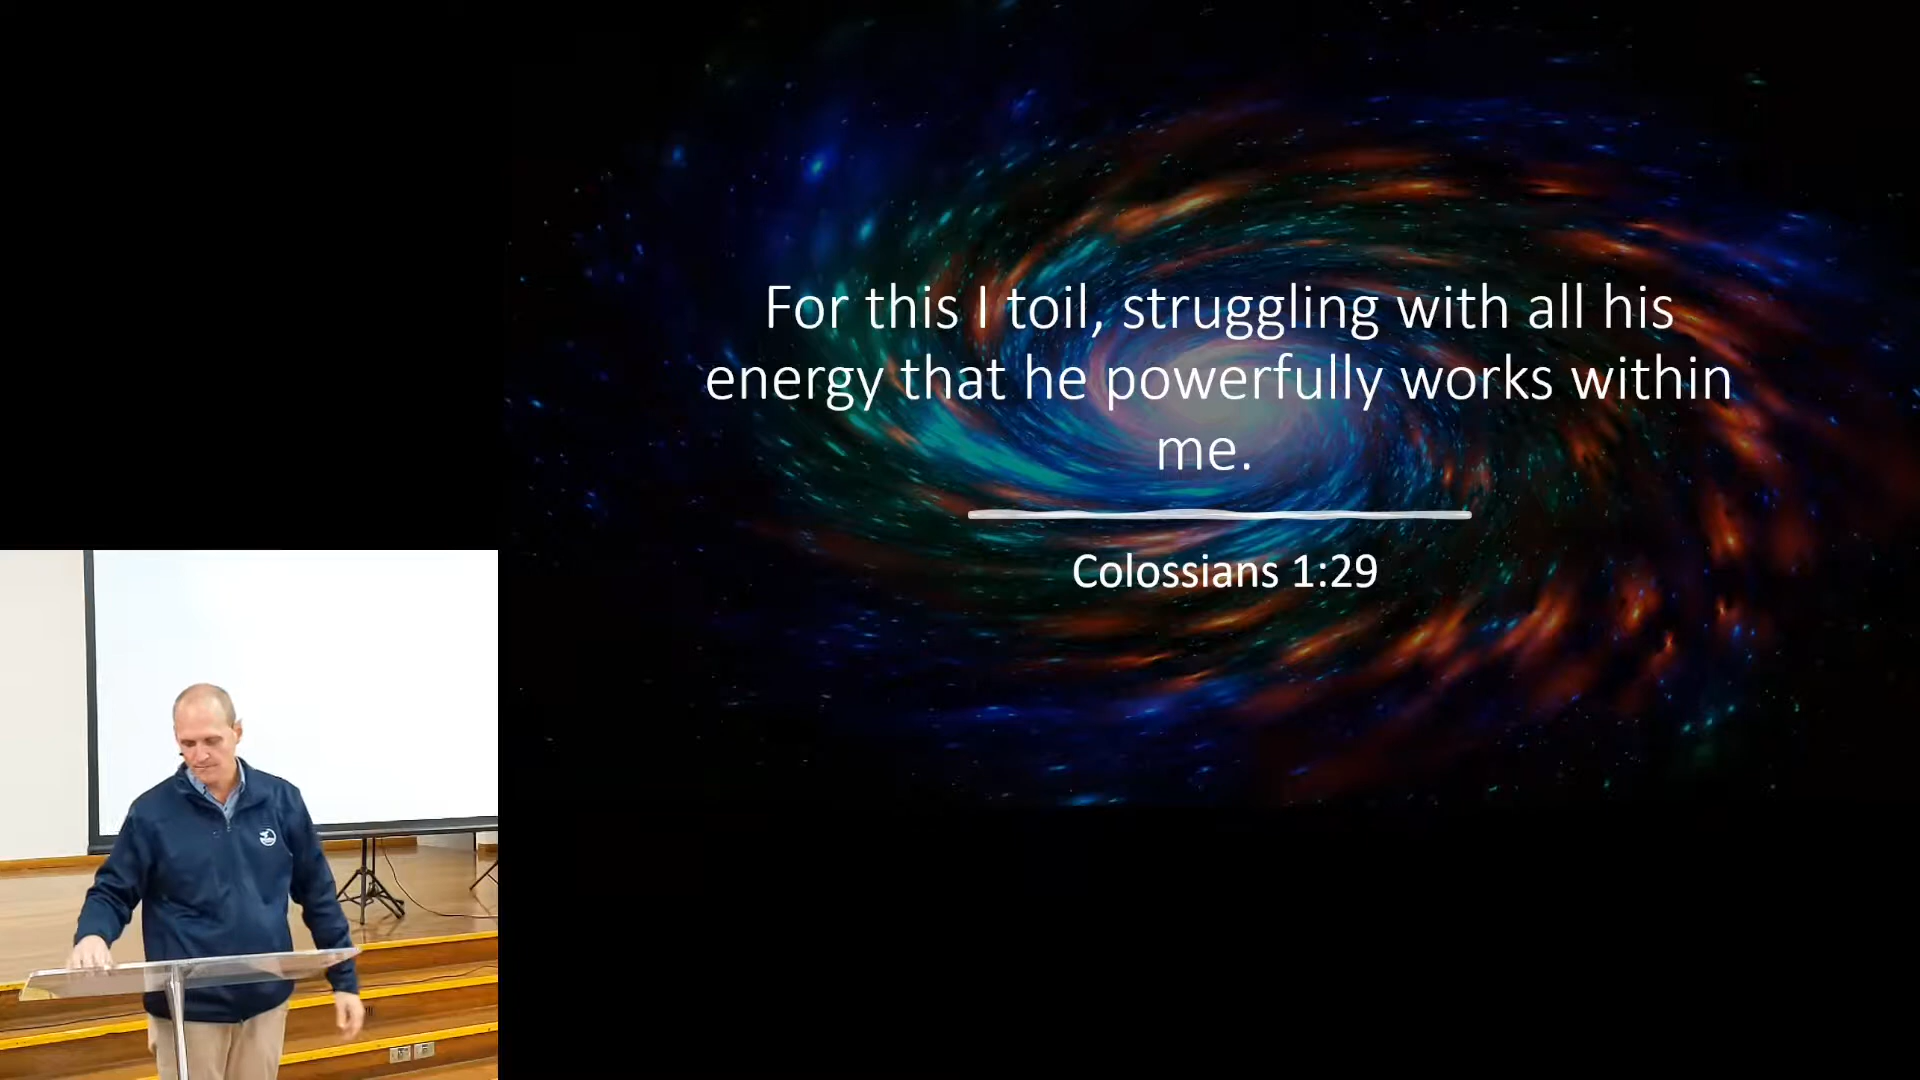 For this I toil, struggling with all his
energy that he powerfully works within
me.
Colossians 1:29